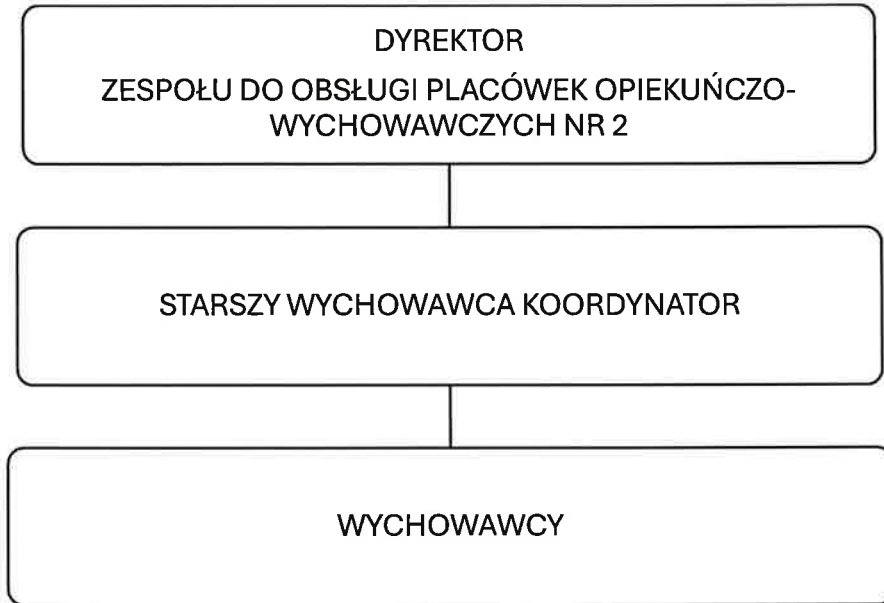 DYREKTOR
ZESPOŁU DO OBSŁUGI PLACÓWEK OPIEKUŃCZO-
WYCHOWAWCZYCH NR 2
STARSZY WYCHOWAWCA KOORDYNATOR
WYCHOWAWCY